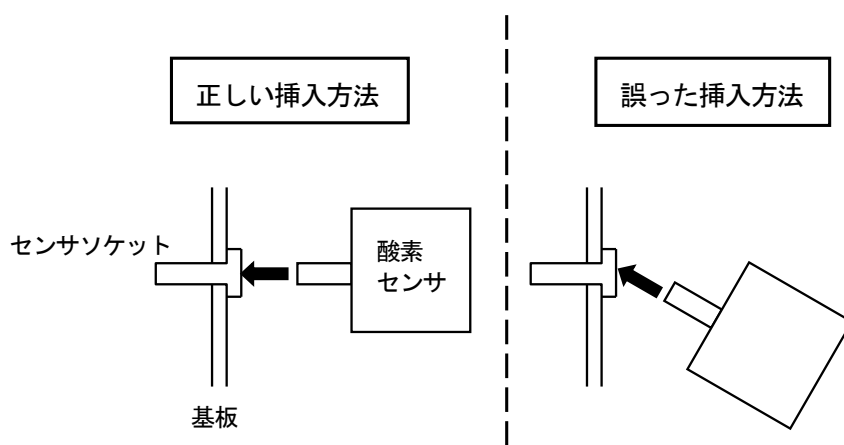 正しい挿入方法
誤った挿入方法
センサソケット
酸素
センサ
基板